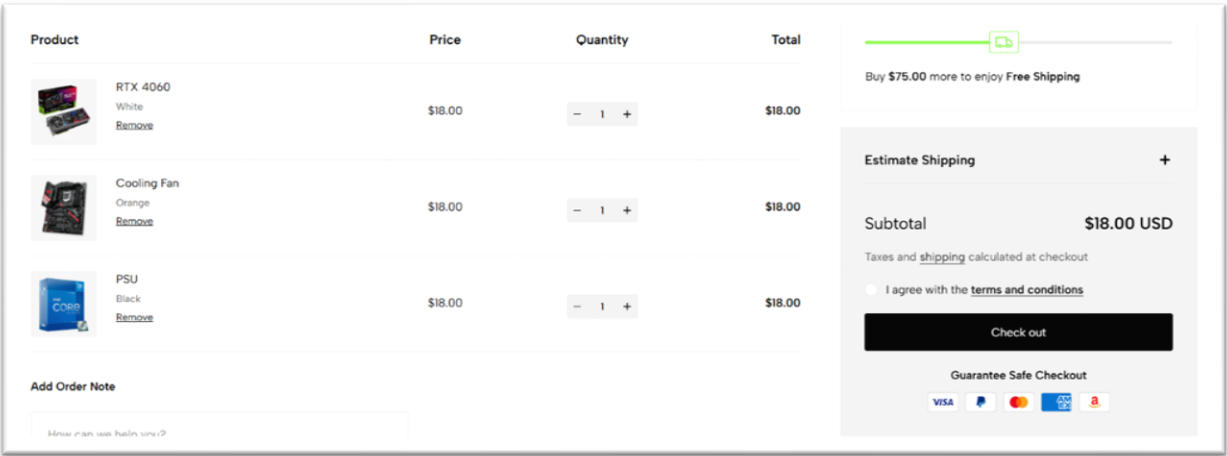 Product Price Quantity Total
RTX 4060
White
Remove
$18.00
− 1 +
$18.00
Cooling Fan
Orange
Remove
$18.00
− 1 +
$18.00
PSU
Black
Remove
$18.00
− 1 +
$18.00
intel
CORE
Add Order Note
How can we help you?
Buy $75.00 more to enjoy Free Shipping
Estimate Shipping +
Subtotal $18.00 USD
Taxes and shipping calculated at checkout
I agree with the terms and conditions
Check out
Guarantee Safe Checkout
VISA
AMEX